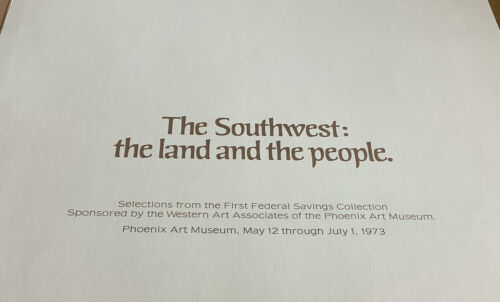 The Southwest:
the land and the people.
Selections from the First Federal Savings Collection
Sponsored by the Western Art Associates of the Phoenix Art Museum.
Phoenix Art Museum, May 12 through July 1, 1973